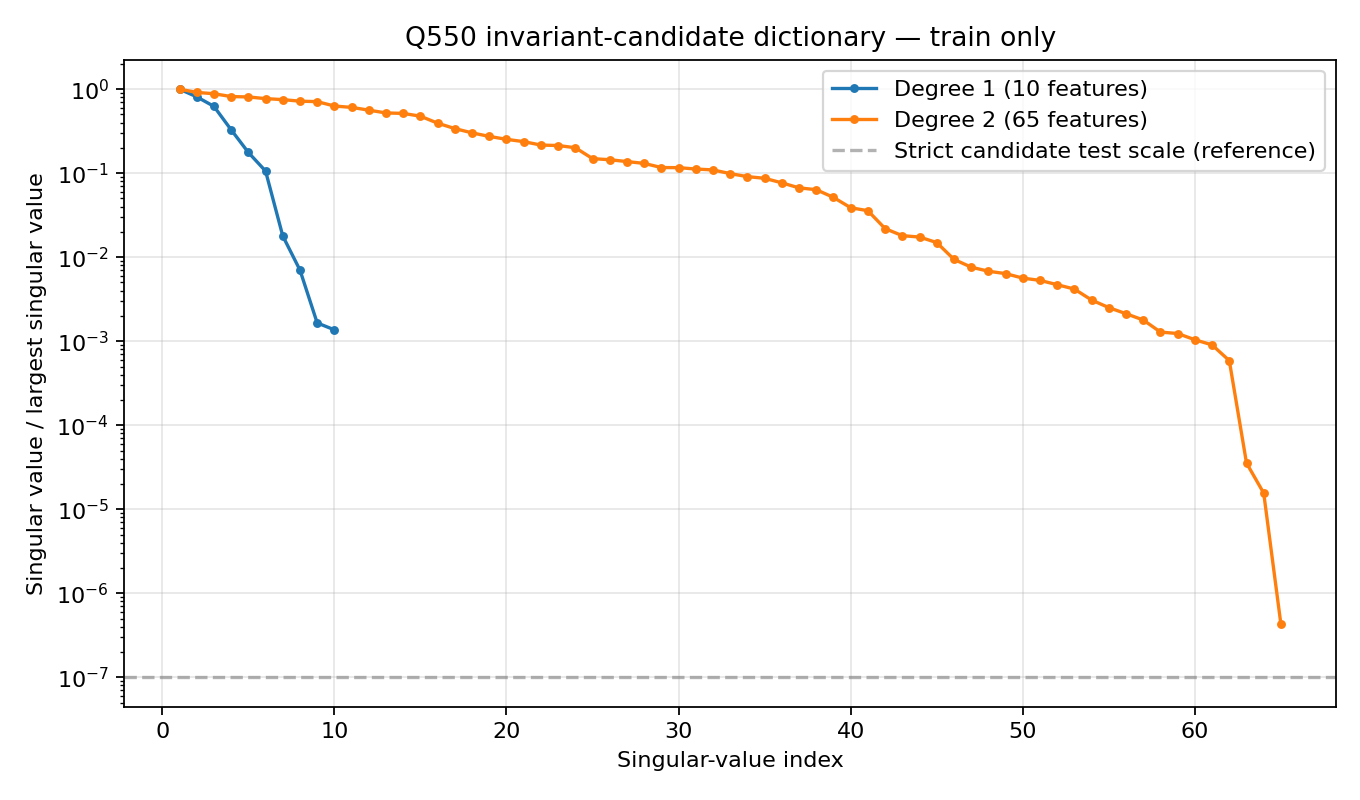 Q550 invariant-candidate dictionary — train only
Singular value / largest singular value
10⁰
10⁻¹
10⁻²
10⁻³
10⁻⁴
10⁻⁵
10⁻⁶
10⁻⁷
Degree 1 (10 features)
Degree 2 (65 features)
Strict candidate test scale (reference)
0 10 20 30 40 50 60
Singular-value index